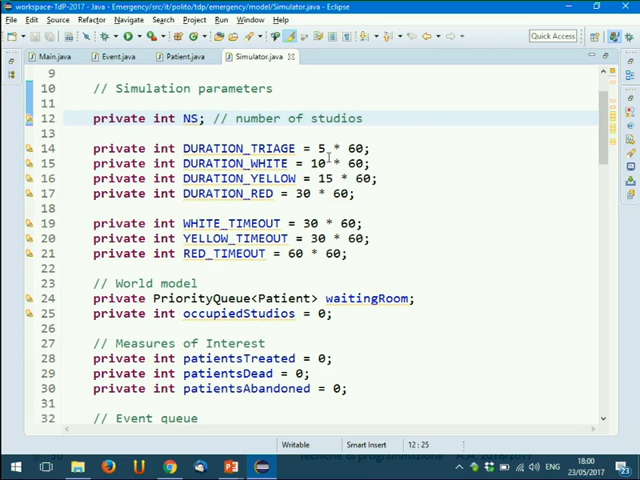 workspace-TdP-2017 - Java - Emergency/src/it/polito/tdp/emergency/model/Simulator.java - Eclipse
File Edit Source Refactor Navigate Search Project Run Window Help
Quick Access
Main.java Event.java Patient.java Simulator.java
9
10 // Simulation parameters
11
12 private int NS; // number of studios
13
14 private int DURATION_TRIAGE = 5 * 60;
15 private int DURATION_WHITE = 10 * 60;
16 private int DURATION_YELLOW = 15 * 60;
17 private int DURATION_RED = 30 * 60;
18
19 private int WHITE_TIMEOUT = 30 * 60;
20 private int YELLOW_TIMEOUT = 30 * 60;
21 private int RED_TIMEOUT = 60 * 60;
22
23 // World model
24 private PriorityQueue<Patient> waitingRoom;
25 private int occupiedStudios = 0;
26
27 // Measures of Interest
28 private int patientsTreated = 0;
29 private int patientsDead = 0;
30 private int patientsAbandoned = 0;
31
32 // Event queue
Writable Smart Insert 12 : 25
Tecniche di programmazione A.A. 2016/2017
ENG
18:00
23/05/2017